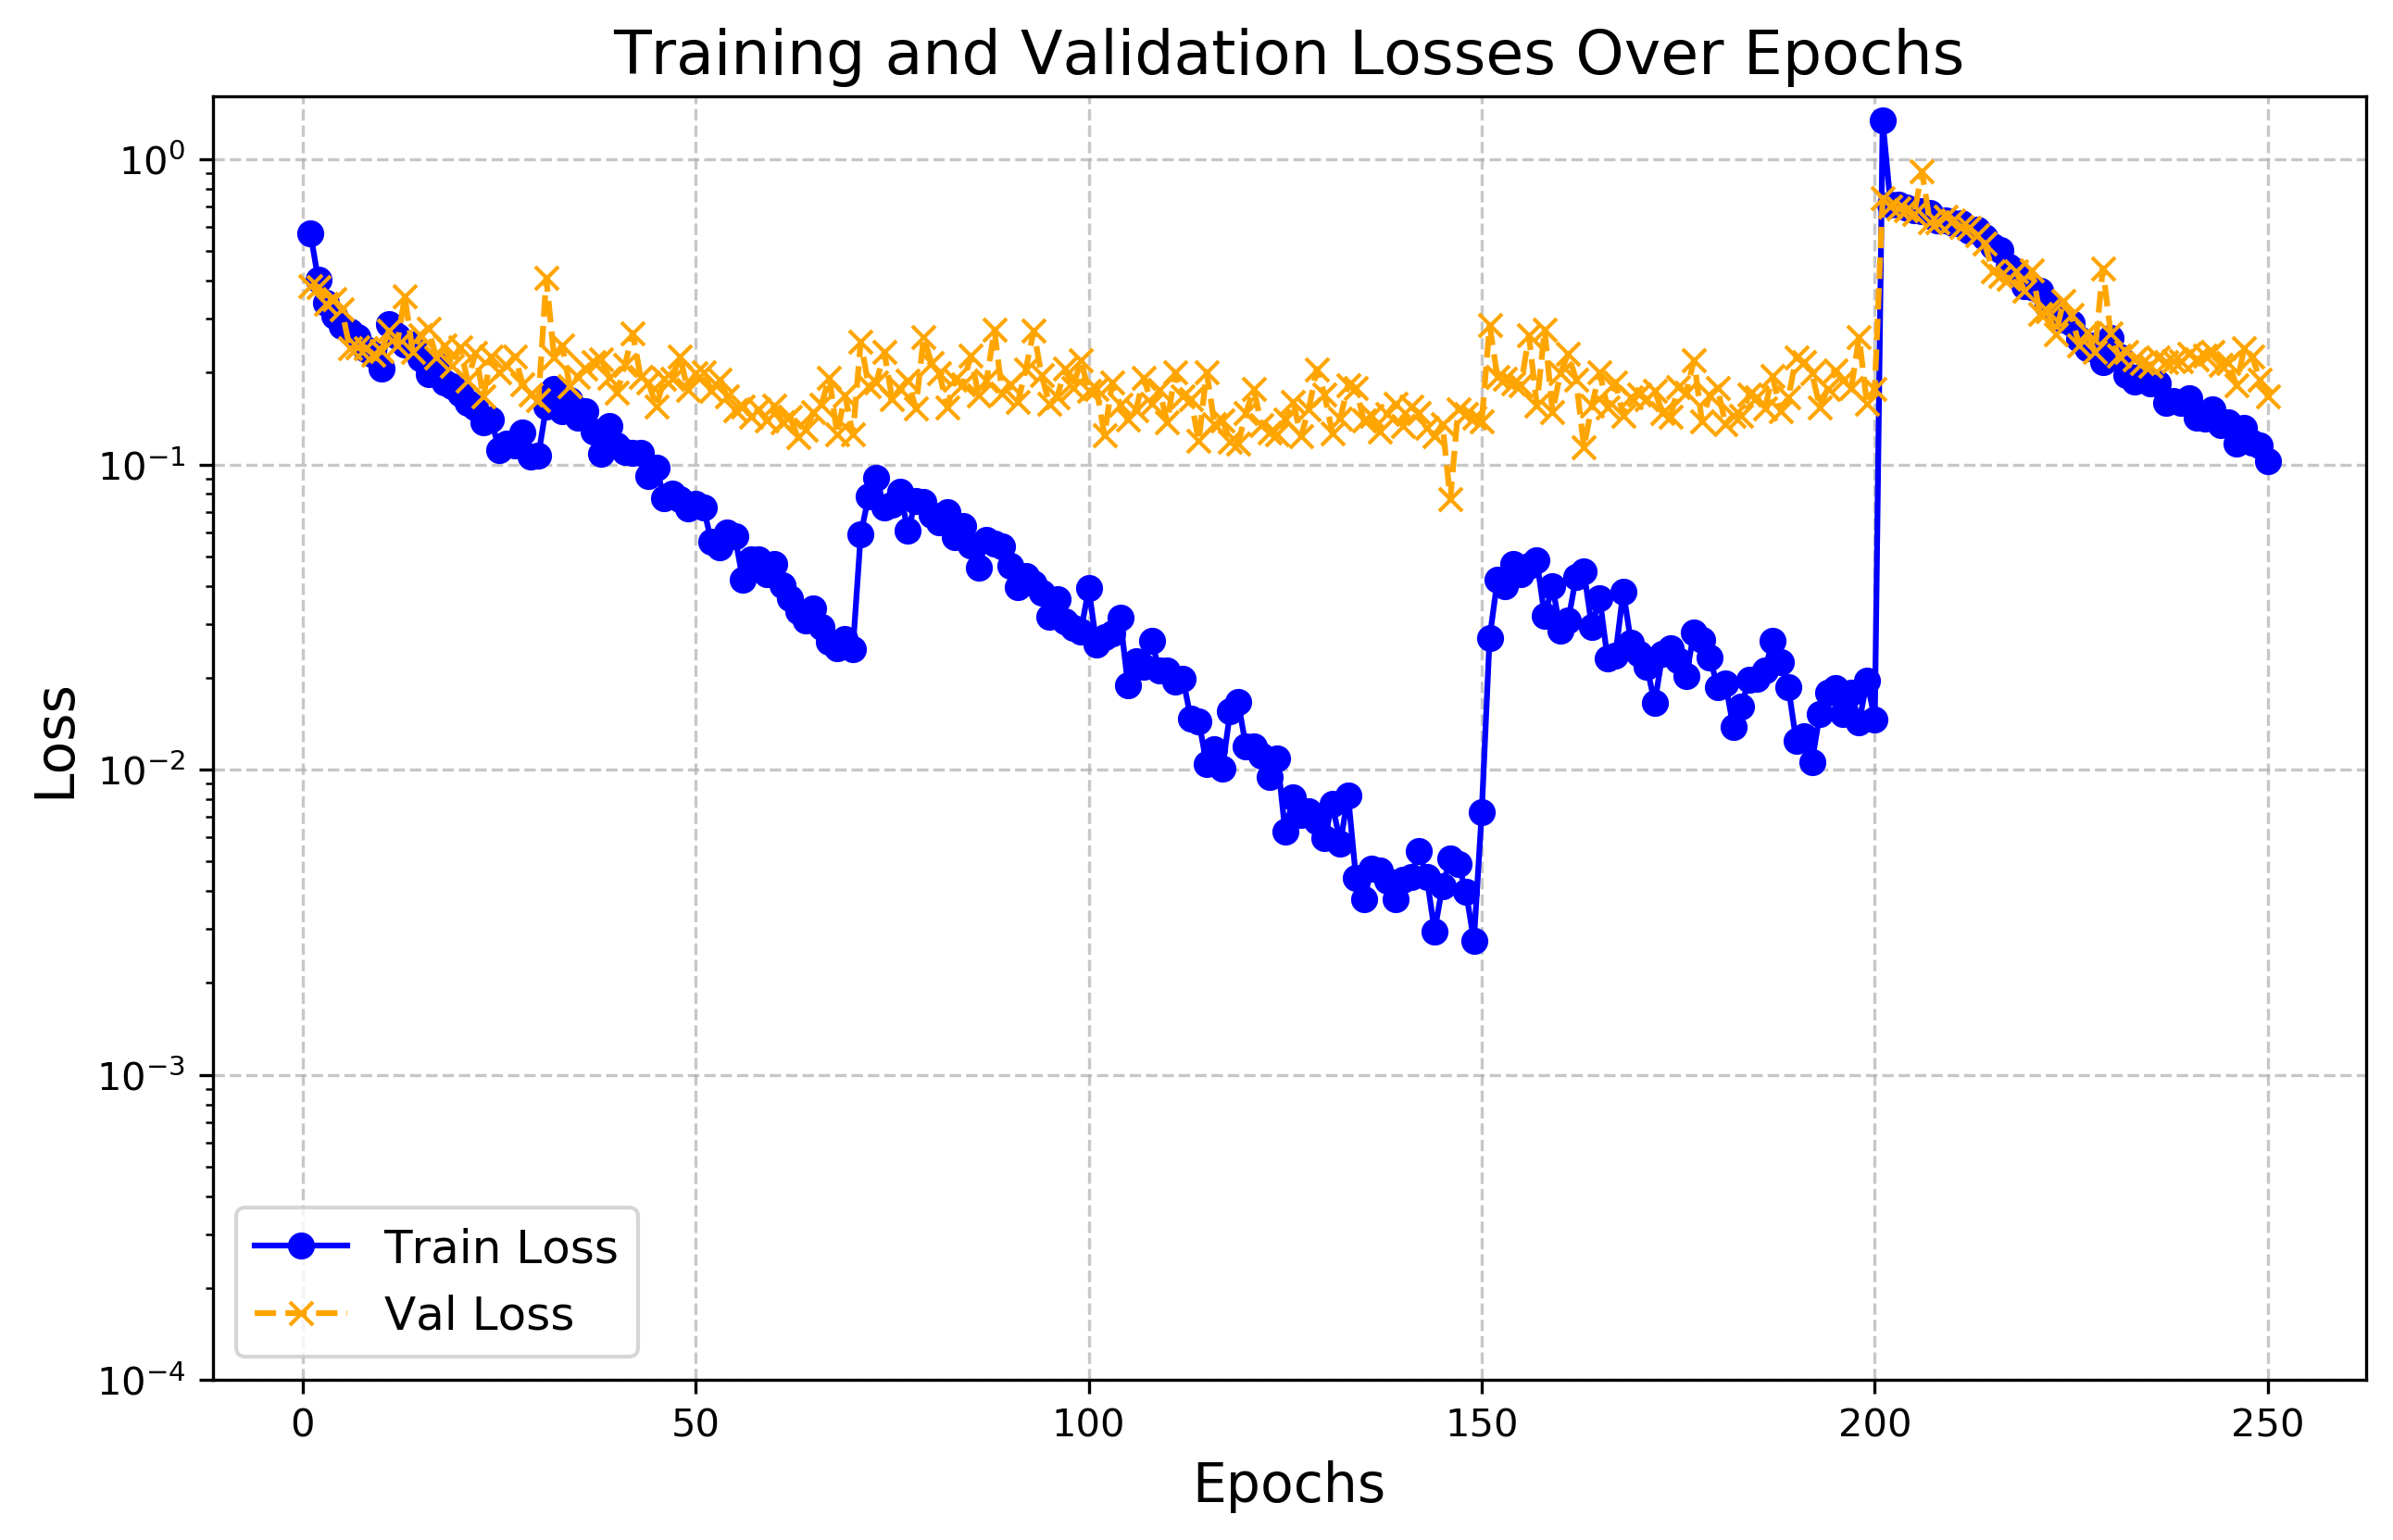 Training and Validation Losses Over Epochs
Loss
10⁰
10⁻¹
10⁻²
10⁻³
10⁻⁴
Train Loss
Val Loss
0 50 100 150 200 250
Epochs